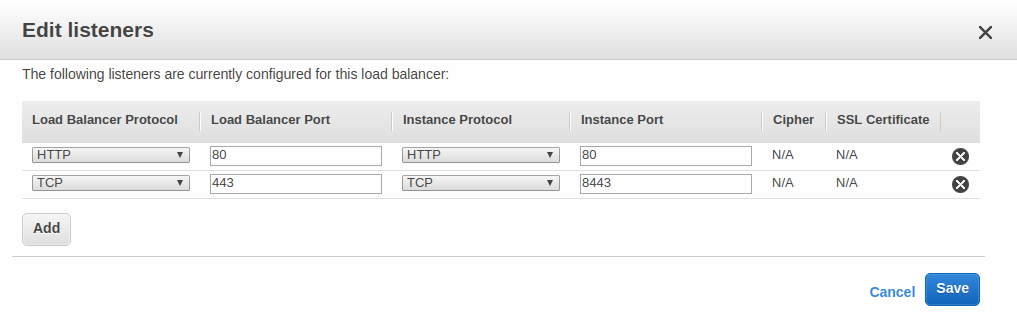 Edit listeners
The following listeners are currently configured for this load balancer:
Load Balancer Protocol Load Balancer Port Instance Protocol Instance Port Cipher SSL Certificate
HTTP 80 HTTP 80 N/A N/A
TCP 443 TCP 8443 N/A N/A
Add
Cancel Save